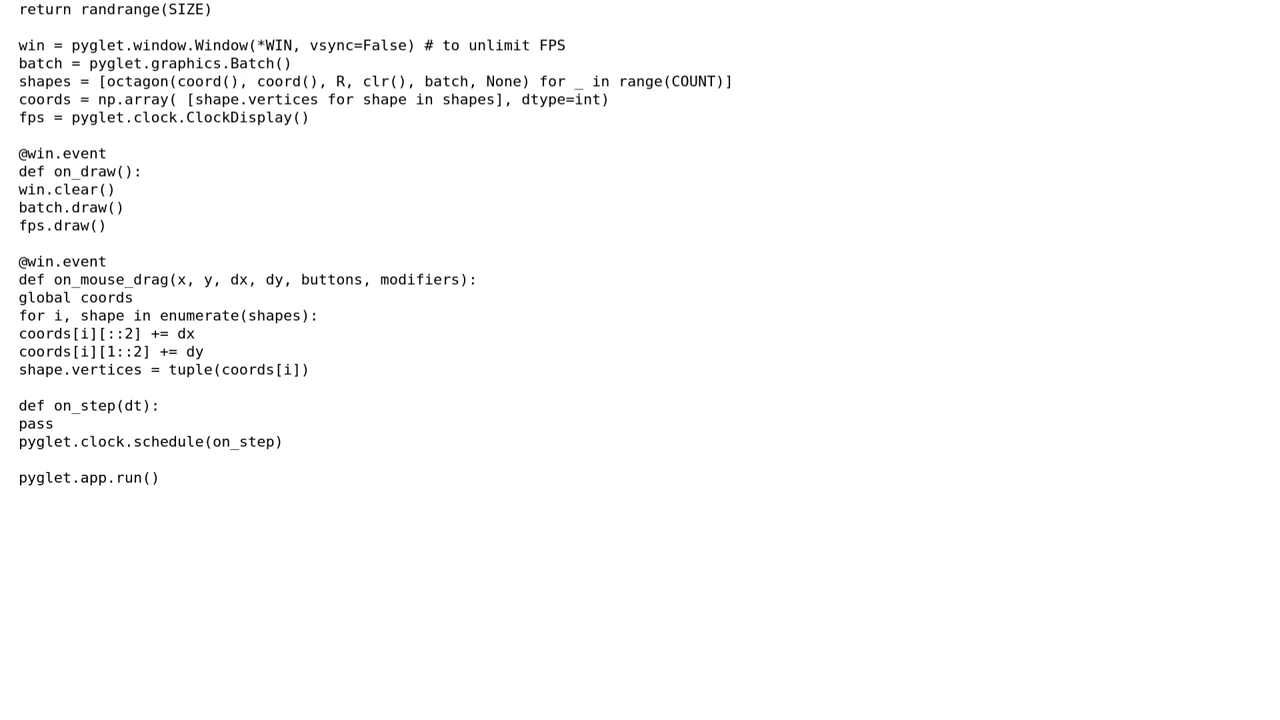 return randrange(SIZE)
win = pyglet.window.Window(*WIN, vsync=False) # to unlimit FPS
batch = pyglet.graphics.Batch()
shapes = [octagon(coord(), coord(), R, clr(), batch, None) for _ in range(COUNT)]
coords = np.array( [shape.vertices for shape in shapes], dtype=int)
fps = pyglet.clock.ClockDisplay()
@win.event
def on_draw():
win.clear()
batch.draw()
fps.draw()
@win.event
def on_mouse_drag(x, y, dx, dy, buttons, modifiers):
global coords
for i, shape in enumerate(shapes):
coords[i][::2] += dx
coords[i][1::2] += dy
shape.vertices = tuple(coords[i])
def on_step(dt):
pass
pyglet.clock.schedule(on_step)
pyglet.app.run()